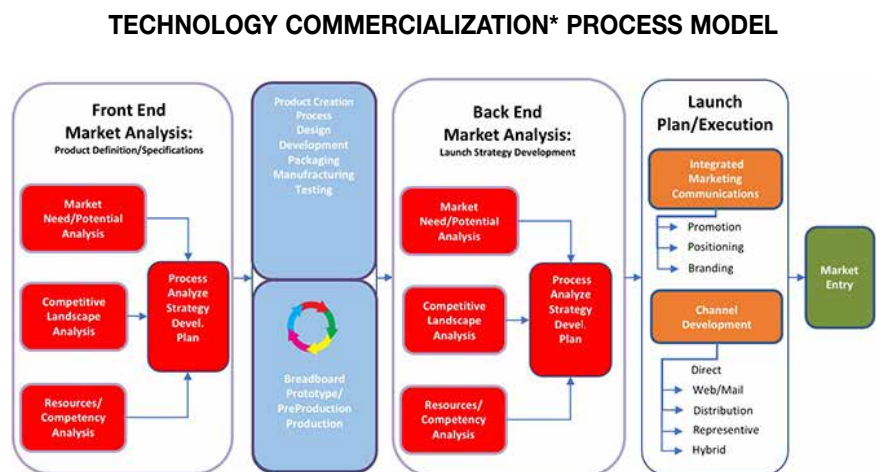 TECHNOLOGY COMMERCIALIZATION* PROCESS MODEL
Front End
Market Analysis:
Product Definition/Specifications
Market
Need/Potential
Analysis
Competitive
Landscape
Analysis
Resources/
Competency
Analysis
Process
Analyze
Strategy
Devel.
Plan
Product Creation
Process
Design
Development
Packaging
Manufracturing
Testing
Breadboard
Prototype/
PreProduction
Production
Back End
Market Analysis:
Launch Strategy Development
Market
Need/Potential
Analysis
Competitive
Landscape
Analysis
Resources/
Competency
Analysis
Process
Analyze
Strategy
Devel.
Plan
Launch
Plan/Execution
Integrated
Marketing
Communications
Promotion
Positioning
Branding
Channel
Development
Direct
Web/Mail
Distribution
Representive
Hybrid
Market
Entry